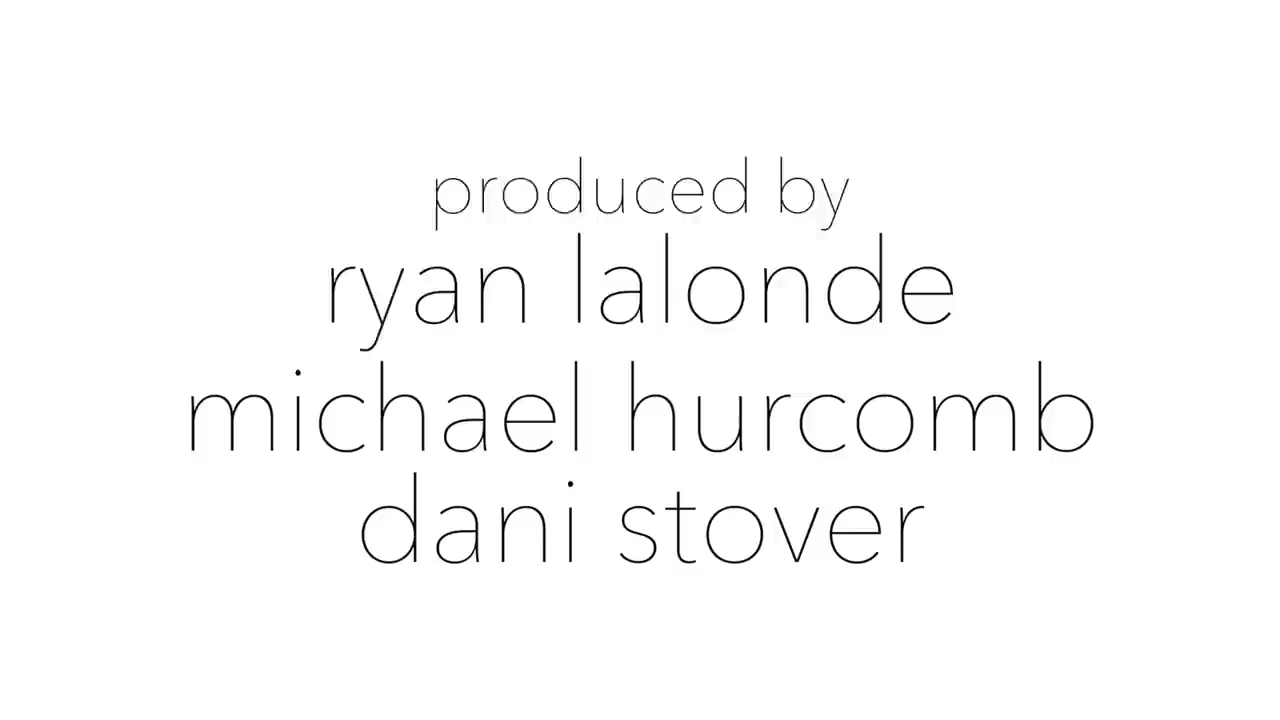 produced by
ryan lalonde
michael hurcomb
dani stover